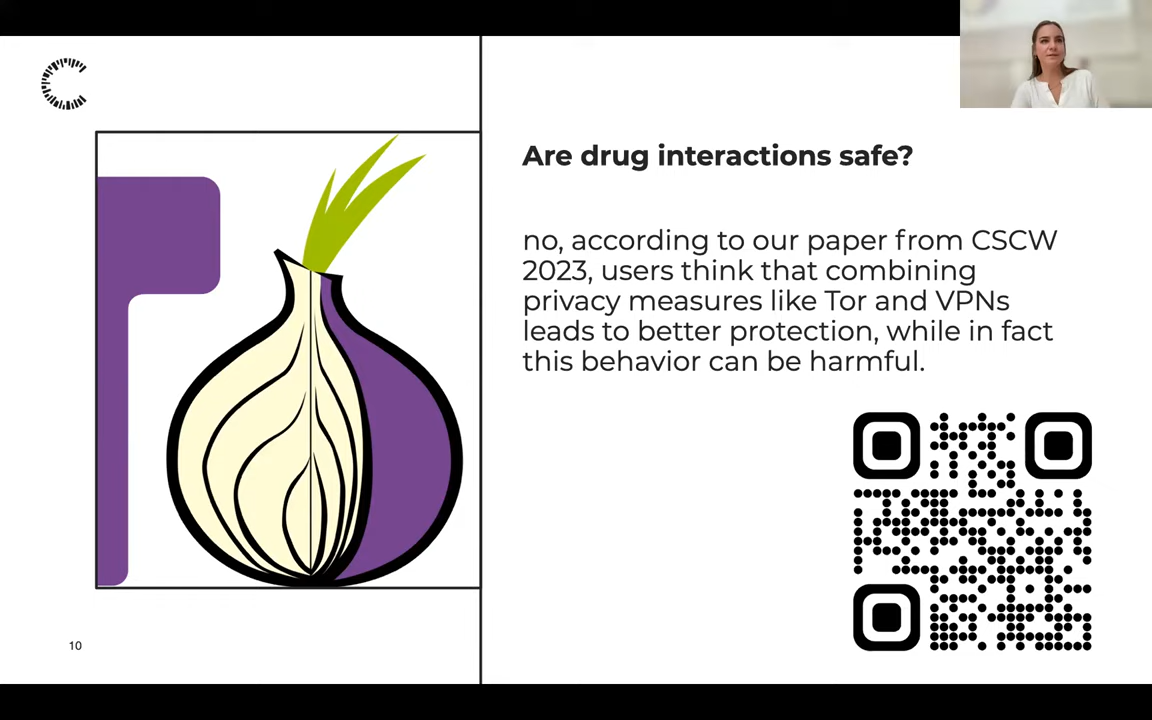 Are drug interactions safe?
no, according to our paper from CSCW
2023, users think that combining
privacy measures like Tor and VPNs
leads to better protection, while in fact
this behavior can be harmful.
10